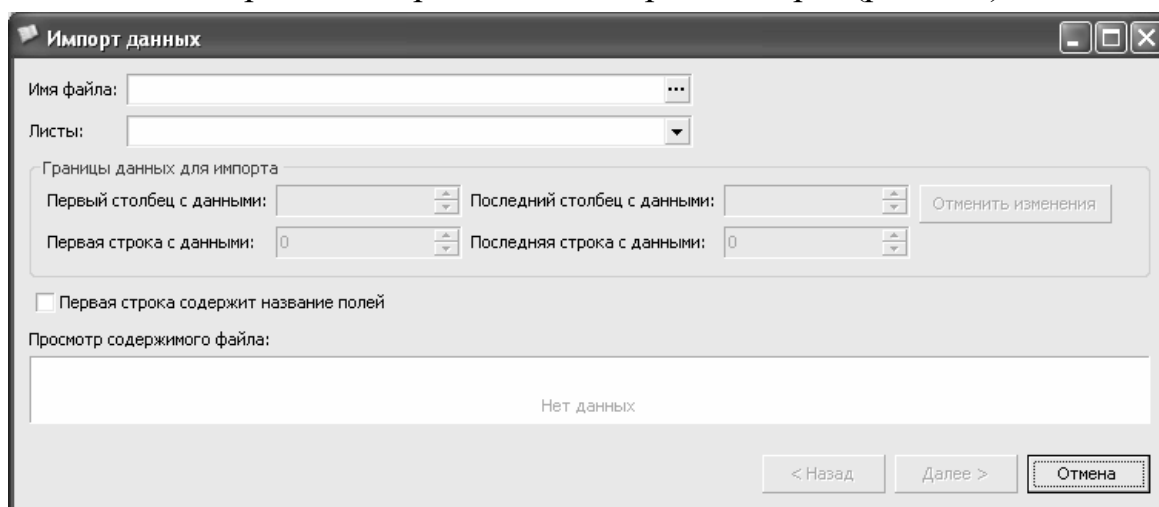 Импорт данных
Имя файла:
Листы:
Границы данных для импорта
Первый столбец с данными: Последний столбец с данными: Отменить изменения
Первая строка с данными: 0 Последняя строка с данными: 0
Первая строка содержит название полей
Просмотр содержимого файла:
Нет данных
< Назад Далее > Отмена